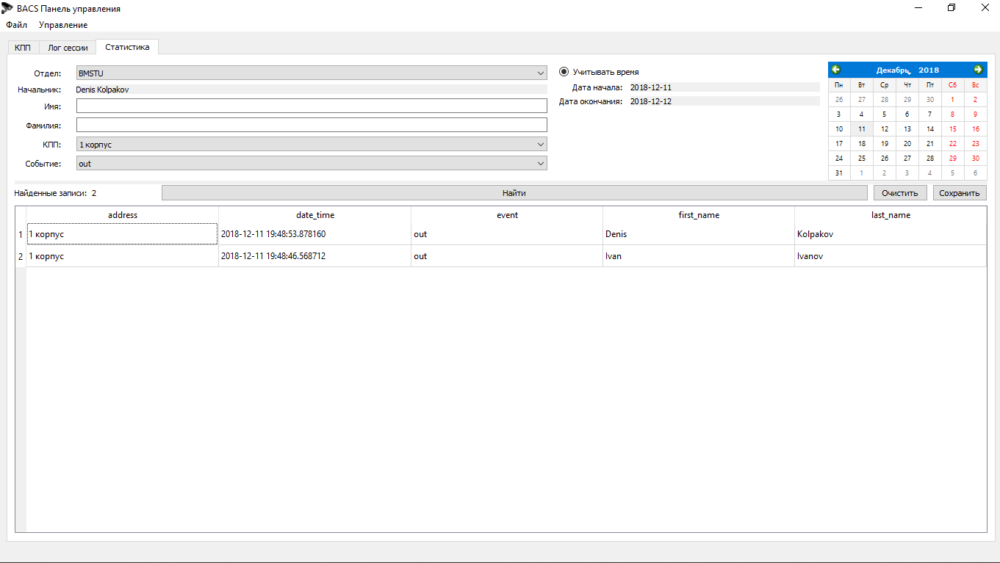 BACS Панель управления
Файл Управление
КПП Лог сессии Статистика
Отдел: BMSTU
Начальник: Denis Kolpakov
Имя:
Фамилия:
КПП: 1 корпус
Событие: out
Учитывать время
Дата начала: 2018-12-11
Дата окончания: 2018-12-12
Декабрь 2018
Пн Вт Ср Чт Пт Сб Вс
26 27 28 29 30 1 2
3 4 5 6 7 8 9
10 11 12 13 14 15 16
17 18 19 20 21 22 23
24 25 26 27 28 29 30
31 1 2 3 4 5 6
Найденные записи: 2 Найти Очистить Сохранить
address date_time event first_name last_name
1 1 корпус 2018-12-11 19:48:53.878160 out Denis Kolpakov
2 1 корпус 2018-12-11 19:48:46.568712 out Ivan Ivanov